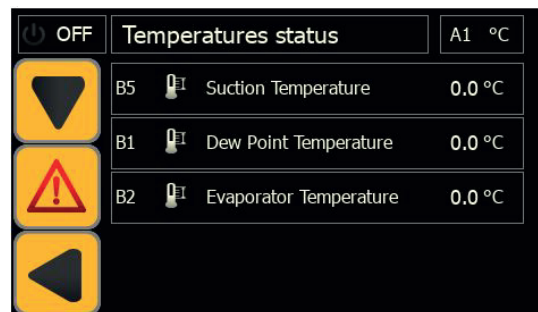 OFF Temperatures status A1 °C
B5 Suction Temperature 0.0 °C
B1 Dew Point Temperature 0.0 °C
B2 Evaporator Temperature 0.0 °C